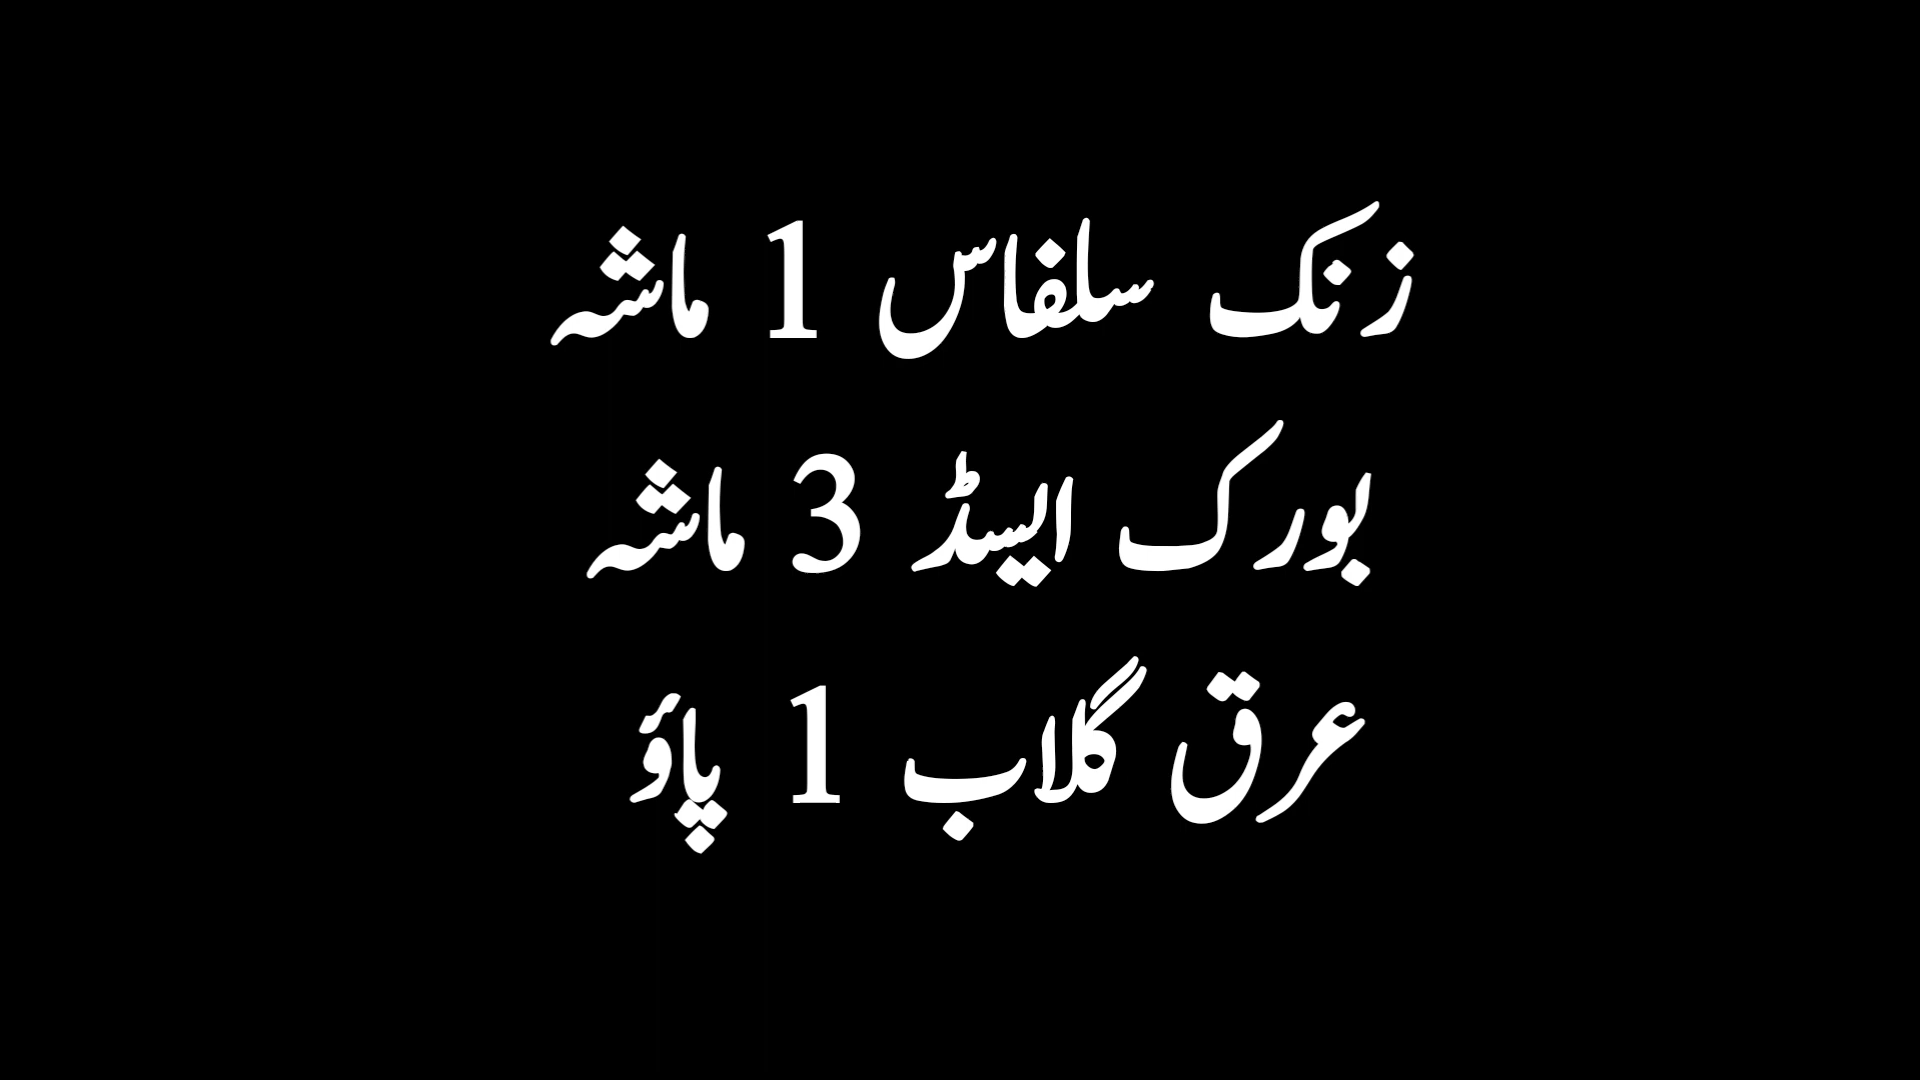 زنک سلفاس 1 ماشہ
بورک ایسڈ 3 ماشہ
عرق گلاب 1 پاؤ